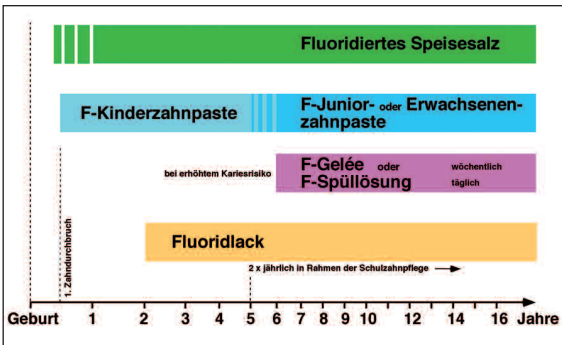 Fluoridiertes Speisesalz
F-Kinderzahnpaste
F-Junior- oder Erwachsenen-
zahnpaste
bei erhöhtem Kariesrisiko
F-Gelée oder wöchentlich
F-Spüllösung täglich
1. Zahndurchbruch
Fluoridlack
2 x jährlich in Rahmen der Schulzahnpflege
Geburt 1 2 3 4 5 6 7 8 9 10 12 14 16 Jahre